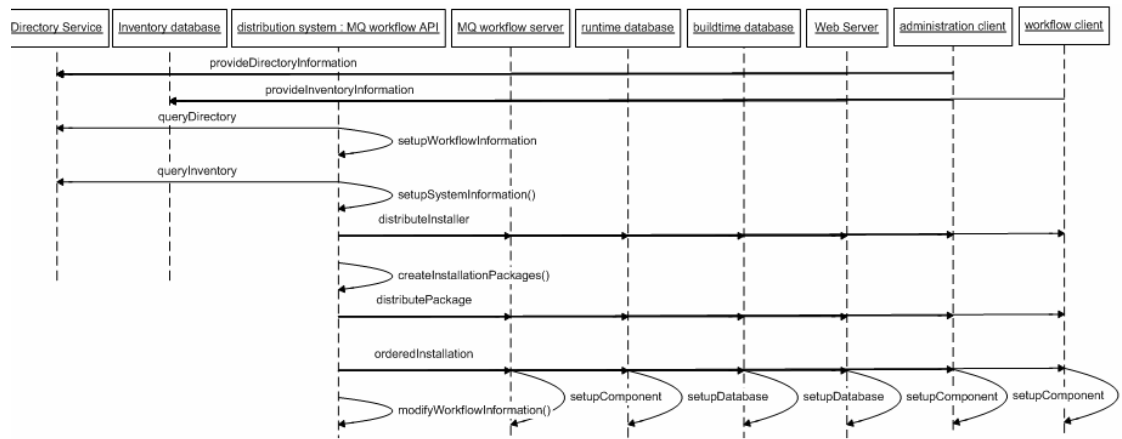 Directory Service
Inventory database
distribution system : MQ workflow API
MQ workflow server
runtime database
buildtime database
Web Server
administration client
workflow client
provideDirectoryInformation
provideInventoryInformation
queryDirectory
setupWorkflowInformation
queryInventory
setupSystemInformation()
distributeInstaller
createInstallationPackages()
distributePackage
orderedInstallation
setupComponent
setupDatabase
setupDatabase
setupComponent
setupComponent
modifyWorkflowInformation()